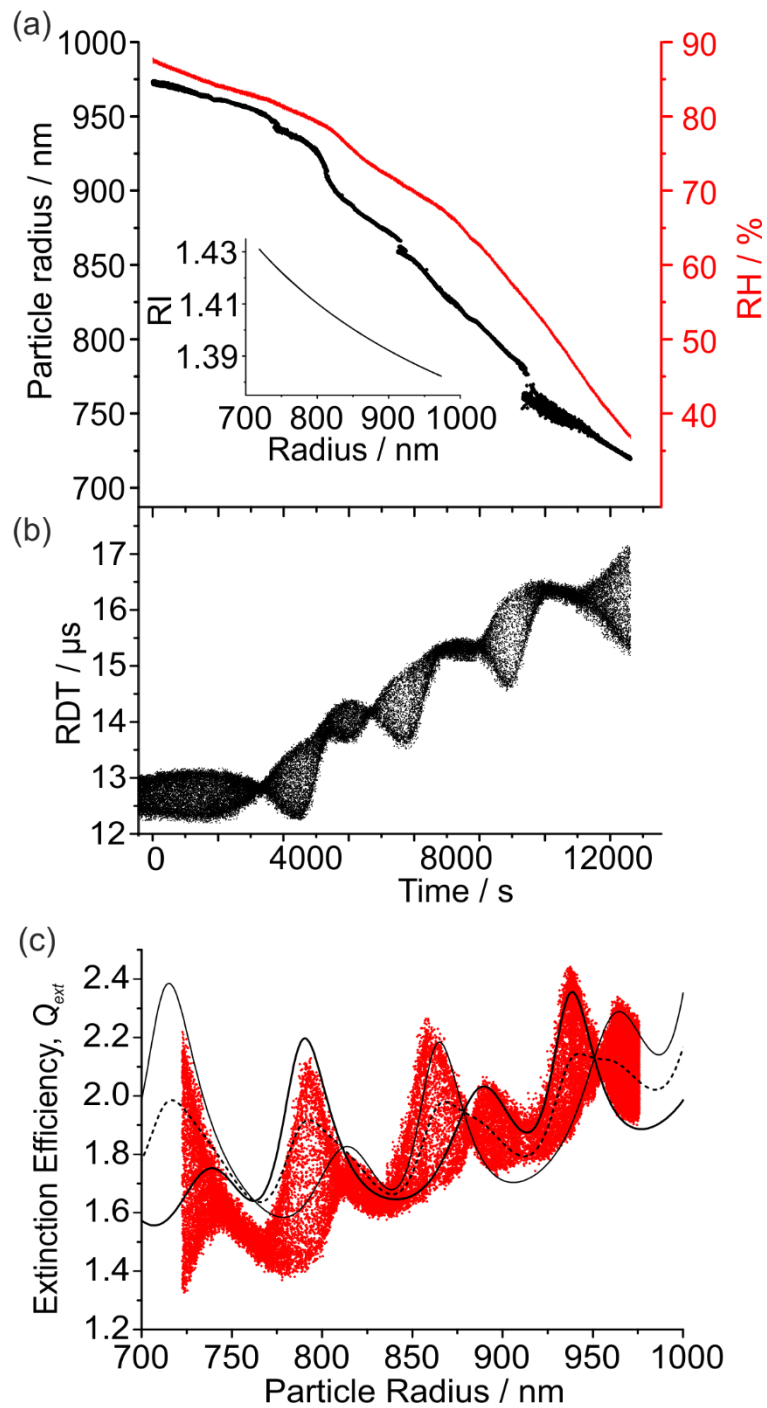 (a)
1000
950
900
850
800
750
700
Particle radius / nm
90
80
70
60
50
40
RH / %
1.43
1.41
1.39
RI
700 800 900 1000
Radius / nm
(b)
17
16
15
14
13
12
RDT / µs
0 4000 8000 12000
Time / s
(c)
2.4
2.2
2.0
1.8
1.6
1.4
1.2
Extinction Efficiency, Qext
700 750 800 850 900 950 1000
Particle Radius / nm